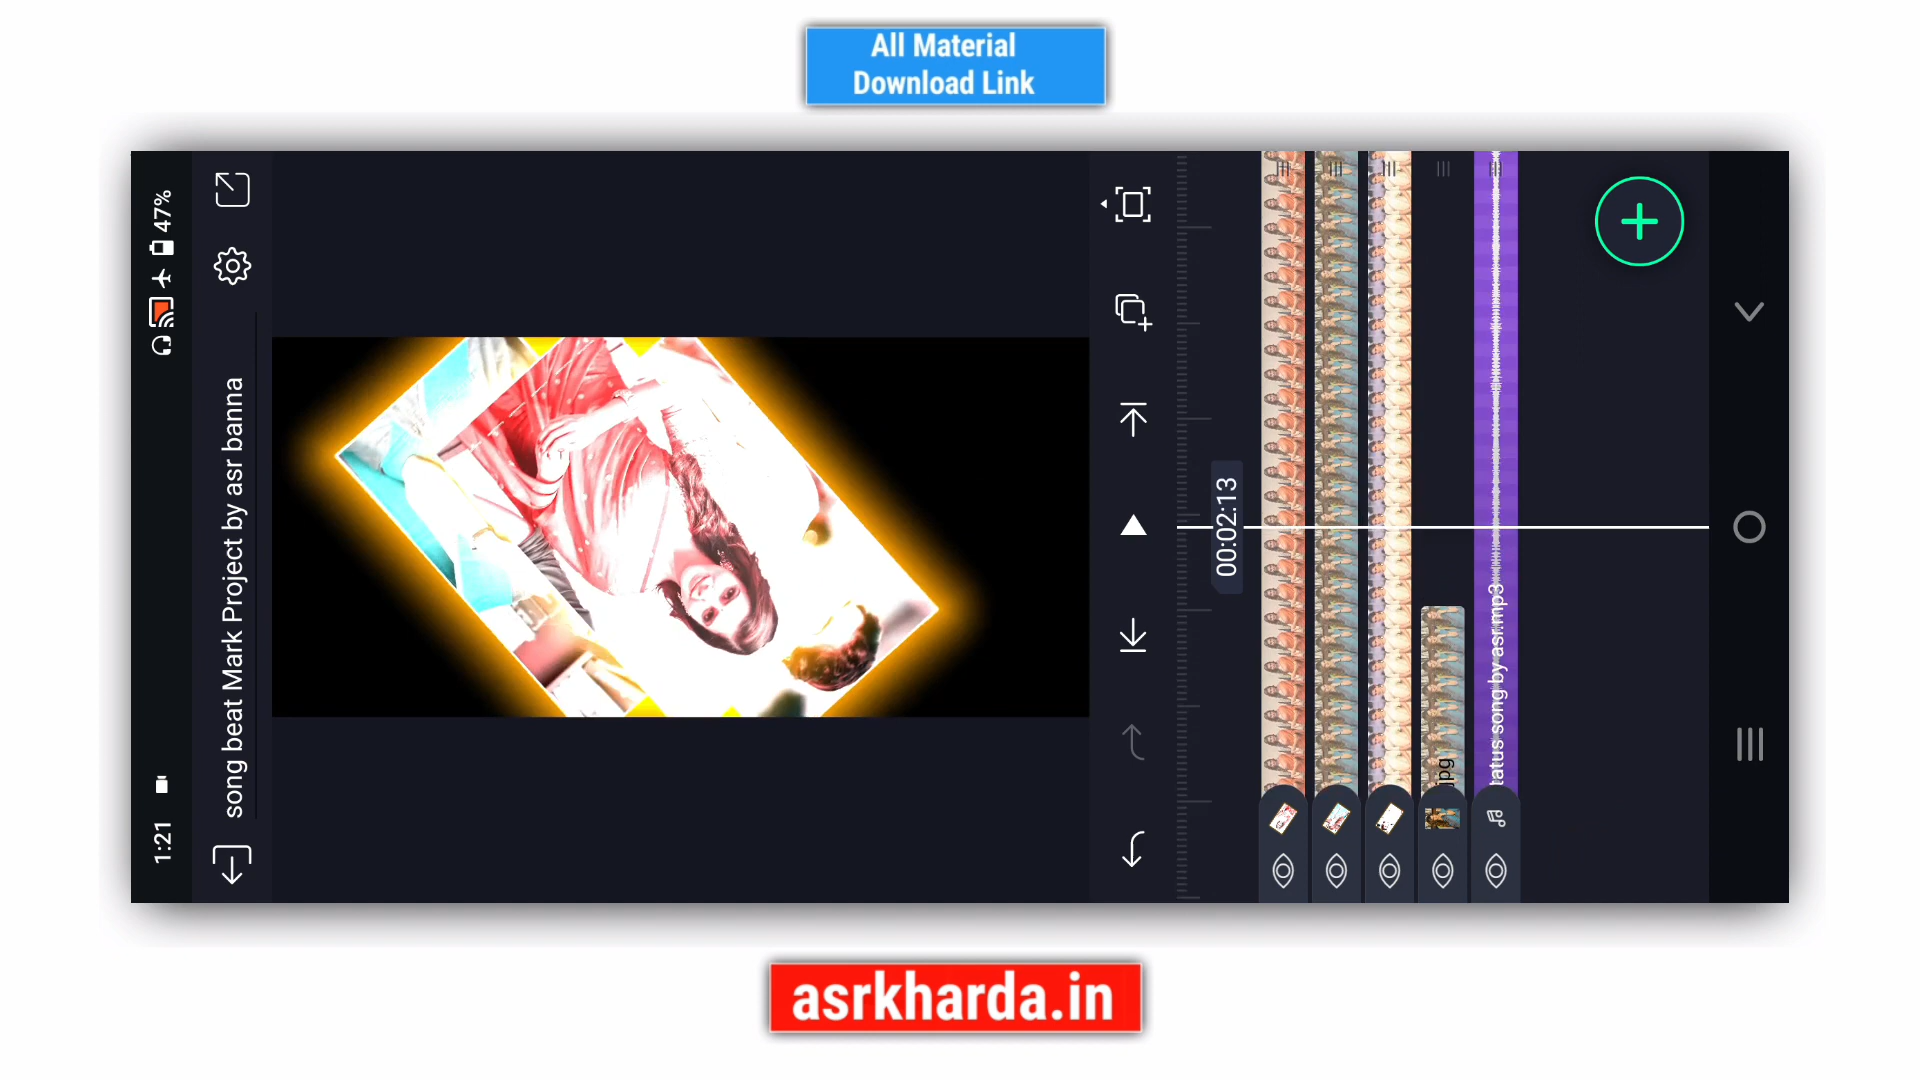 All Material
Download Link
1:21
47%
song beat Mark Project by asr banna
00:02:13
jpg
tatus song by asr.mp3
asrkharda.in